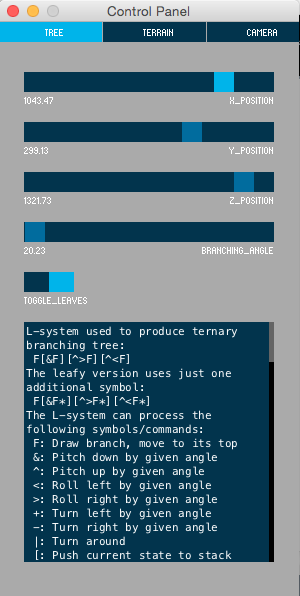 Control Panel
TREE
TERRAIN
CAMERA
1043.47 X_POSITION
299.13 Y_POSITION
1321.73 Z_POSITION
20.23 BRANCHING_ANGLE
TOGGLE_LEAVES
L-system used to produce ternary
branching tree:
F[&F][^>F][^<F]
The leafy version uses just one
additional symbol:
F[&F*][^>F*][^<F*]
The L-system can process the
following symbols/commands:
F: Draw branch, move to its top
&: Pitch down by given angle
^: Pitch up by given angle
<: Roll left by given angle
>: Roll right by given angle
+: Turn left by given angle
-: Turn right by given angle
|: Turn around
[: Push current state to stack